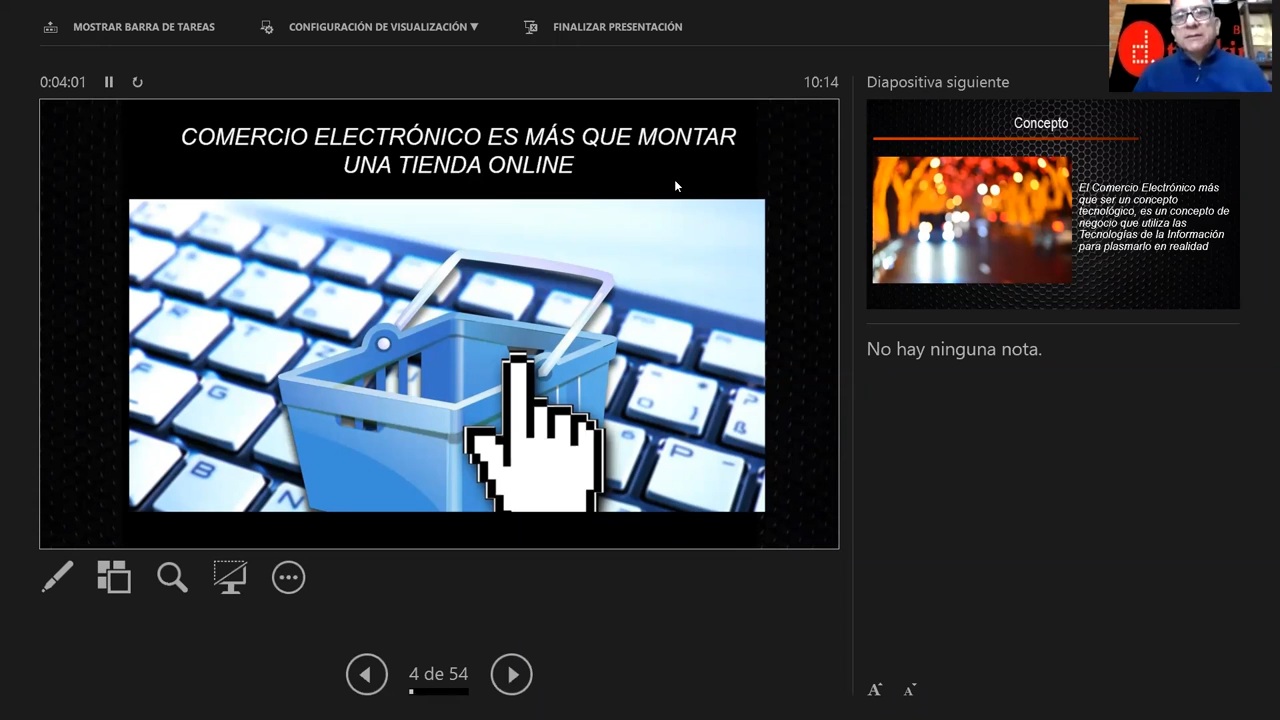 MOSTRAR BARRA DE TAREAS
CONFIGURACIÓN DE VISUALIZACIÓN ▼
FINALIZAR PRESENTACIÓN
0:04:01
10:14
COMERCIO ELECTRÓNICO ES MÁS QUE MONTAR
UNA TIENDA ONLINE
G
B
N
P
4 de 54
Diapositiva siguiente
Concepto
El Comercio Electrónico más
que ser un concepto
tecnológico, es un concepto de
negocio que utiliza las
Tecnologías de la Información
para plasmarlo en realidad
No hay ninguna nota.
A A
d.